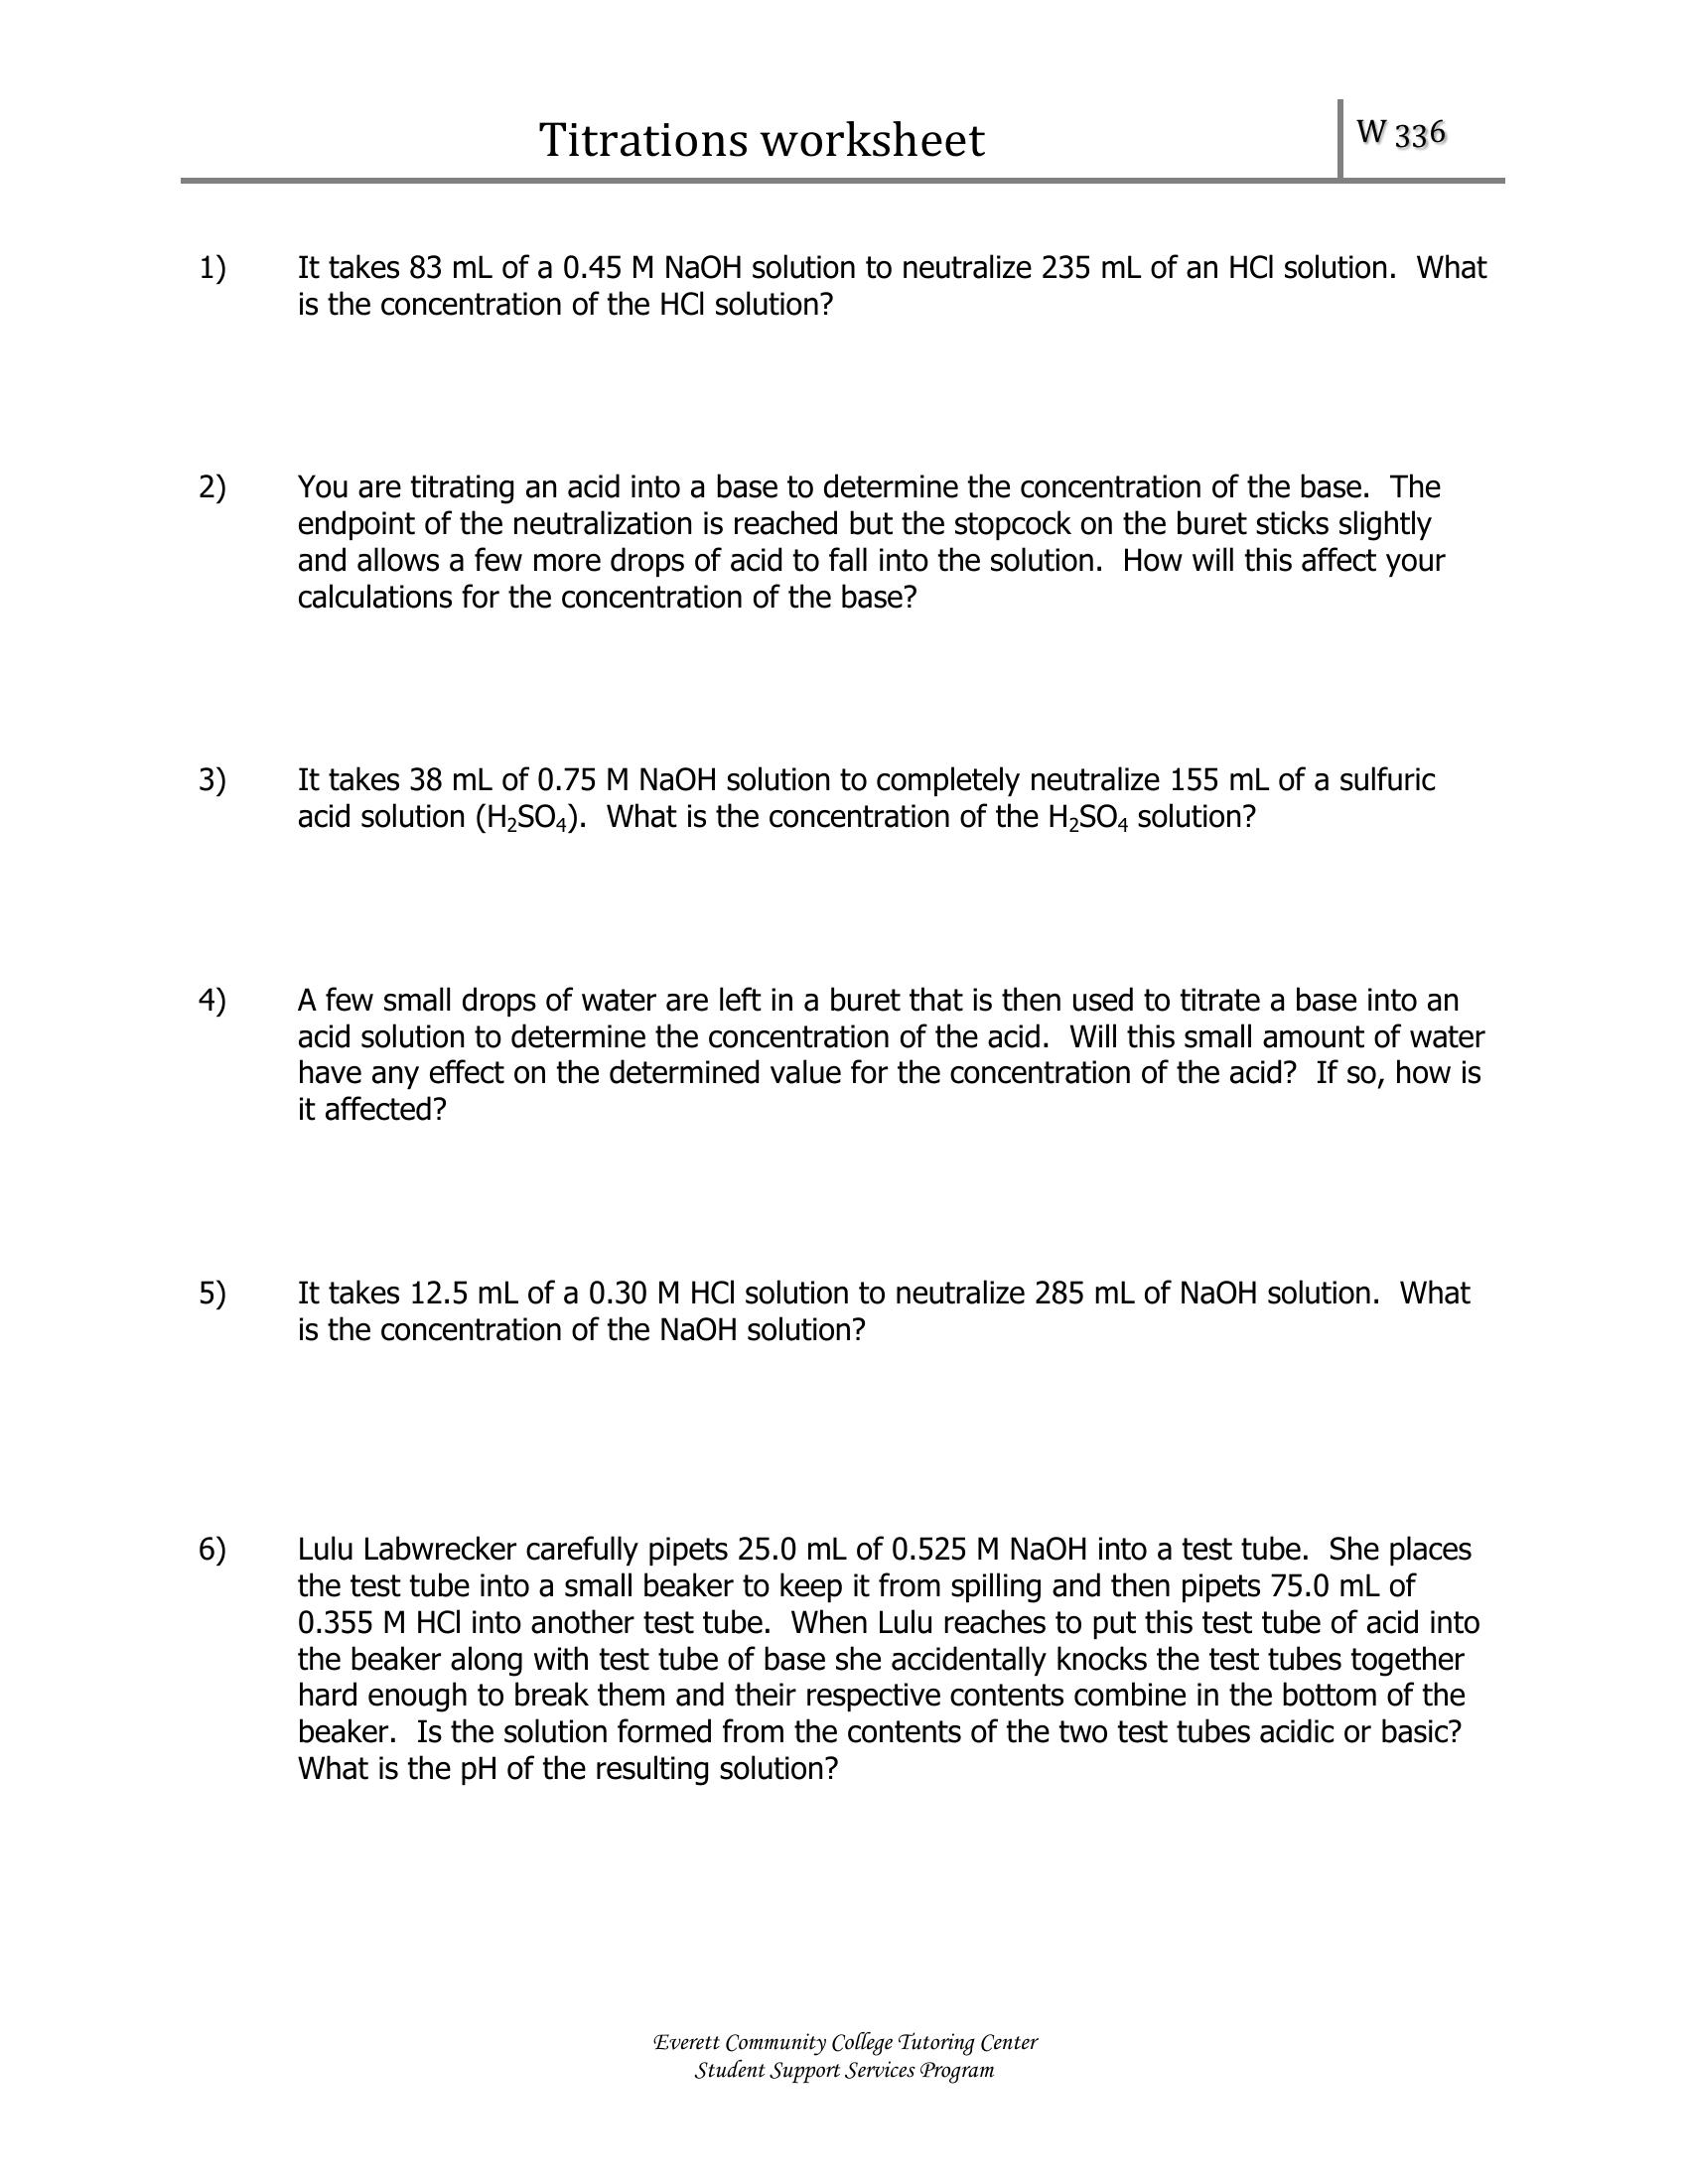 Titrations worksheet
W 336
1) It takes 83 mL of a 0.45 M NaOH solution to neutralize 235 mL of an HCl solution. What
is the concentration of the HCl solution?
2) You are titrating an acid into a base to determine the concentration of the base. The
endpoint of the neutralization is reached but the stopcock on the buret sticks slightly
and allows a few more drops of acid to fall into the solution. How will this affect your
calculations for the concentration of the base?
3) It takes 38 mL of 0.75 M NaOH solution to completely neutralize 155 mL of a sulfuric
acid solution (H₂SO₄). What is the concentration of the H₂SO₄ solution?
4) A few small drops of water are left in a buret that is then used to titrate a base into an
acid solution to determine the concentration of the acid. Will this small amount of water
have any effect on the determined value for the concentration of the acid? If so, how is
it affected?
5) It takes 12.5 mL of a 0.30 M HCl solution to neutralize 285 mL of NaOH solution. What
is the concentration of the NaOH solution?
6) Lulu Labwrecker carefully pipets 25.0 mL of 0.525 M NaOH into a test tube. She places
the test tube into a small beaker to keep it from spilling and then pipets 75.0 mL of
0.355 M HCl into another test tube. When Lulu reaches to put this test tube of acid into
the beaker along with test tube of base she accidentally knocks the test tubes together
hard enough to break them and their respective contents combine in the bottom of the
beaker. Is the solution formed from the contents of the two test tubes acidic or basic?
What is the pH of the resulting solution?
Everett Community College Tutoring Center
Student Support Services Program